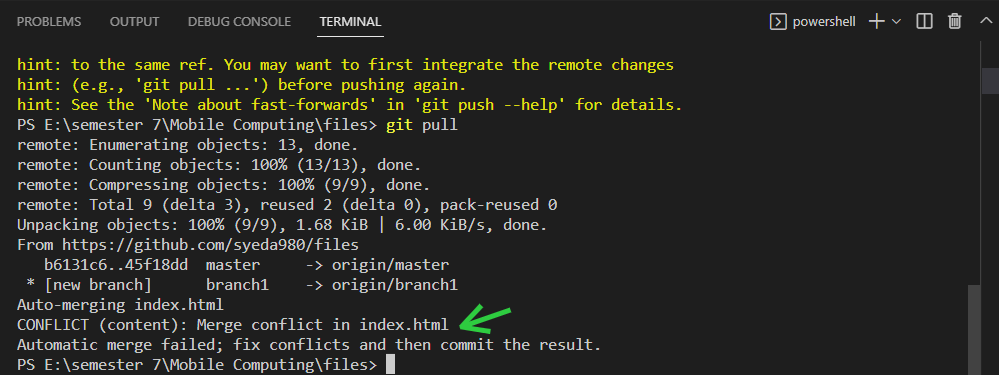 PROBLEMS OUTPUT DEBUG CONSOLE TERMINAL powershell
hint: to the same ref. You may want to first integrate the remote changes
hint: (e.g., 'git pull ...') before pushing again.
hint: See the 'Note about fast-forwards' in 'git push --help' for details.
PS E:\semester 7\Mobile Computing\files> git pull
remote: Enumerating objects: 13, done.
remote: Counting objects: 100% (13/13), done.
remote: Compressing objects: 100% (9/9), done.
remote: Total 9 (delta 3), reused 2 (delta 0), pack-reused 0
Unpacking objects: 100% (9/9), 1.68 KiB | 6.00 KiB/s, done.
From https://github.com/syeda980/files
   b6131c6..45f18dd  master     -> origin/master
 * [new branch]      branch1    -> origin/branch1
Auto-merging index.html
CONFLICT (content): Merge conflict in index.html
Automatic merge failed; fix conflicts and then commit the result.
PS E:\semester 7\Mobile Computing\files>